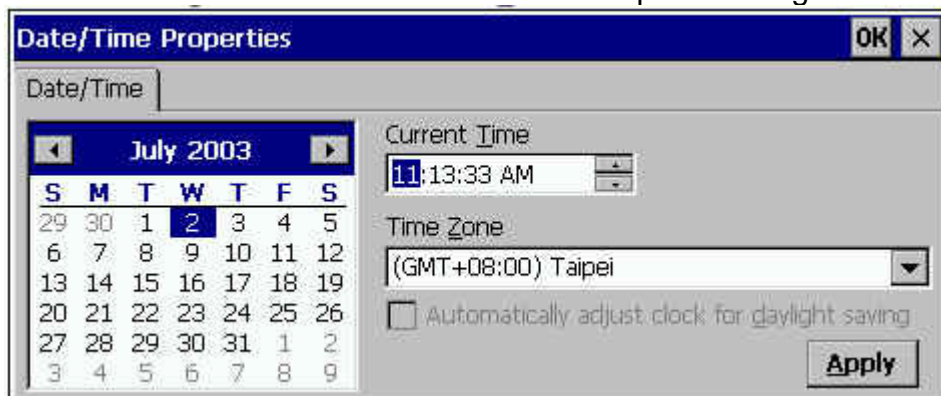 Date/Time Properties OK ×
Date/Time
July 2003
S M T W T F S
29 30 1 2 3 4 5
6 7 8 9 10 11 12
13 14 15 16 17 18 19
20 21 22 23 24 25 26
27 28 29 30 31 1 2
3 4 5 6 7 8 9
Current Time
11:13:33 AM
Time Zone
(GMT+08:00) Taipei
Automatically adjust clock for daylight saving
Apply